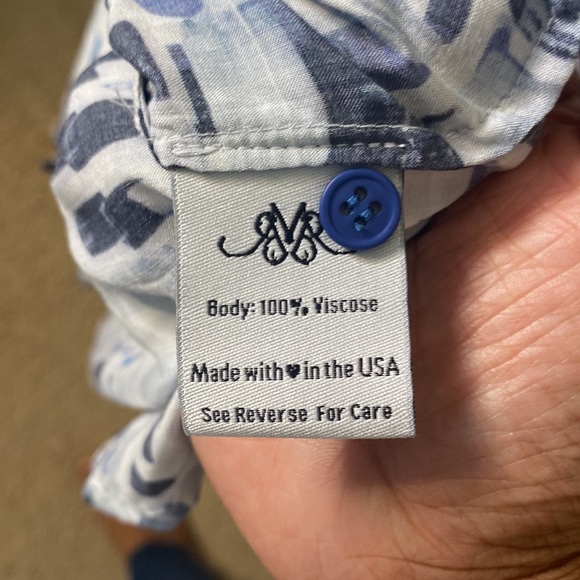 Body: 100% Viscose
Made with♥in the USA
See Reverse For Care